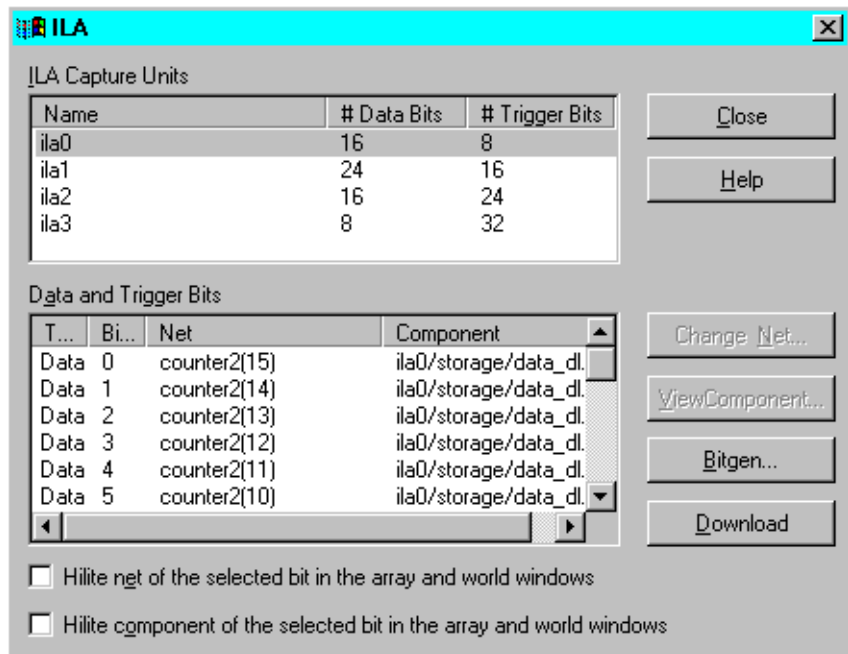 ILA
ILA Capture Units
Name # Data Bits # Trigger Bits
ila0 16 8
ila1 24 16
ila2 16 24
ila3 8 32
Close
Help
Data and Trigger Bits
T... Bi... Net Component
Data 0 counter2(15) ila0/storage/data_dl.
Data 1 counter2(14) ila0/storage/data_dl.
Data 2 counter2(13) ila0/storage/data_dl.
Data 3 counter2(12) ila0/storage/data_dl.
Data 4 counter2(11) ila0/storage/data_dl.
Data 5 counter2(10) ila0/storage/data_dl.
Change Net...
ViewComponent...
Bitgen...
Download
Hilite net of the selected bit in the array and world windows
Hilite component of the selected bit in the array and world windows